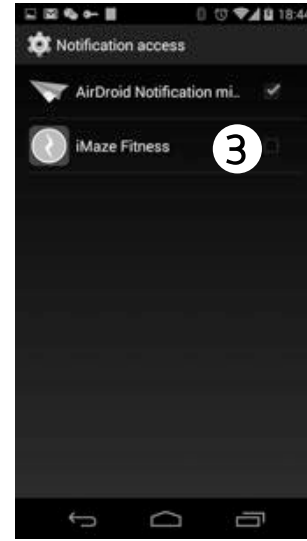 18:44
Notification access
AirDroid Notification mi..
iMaze Fitness
3